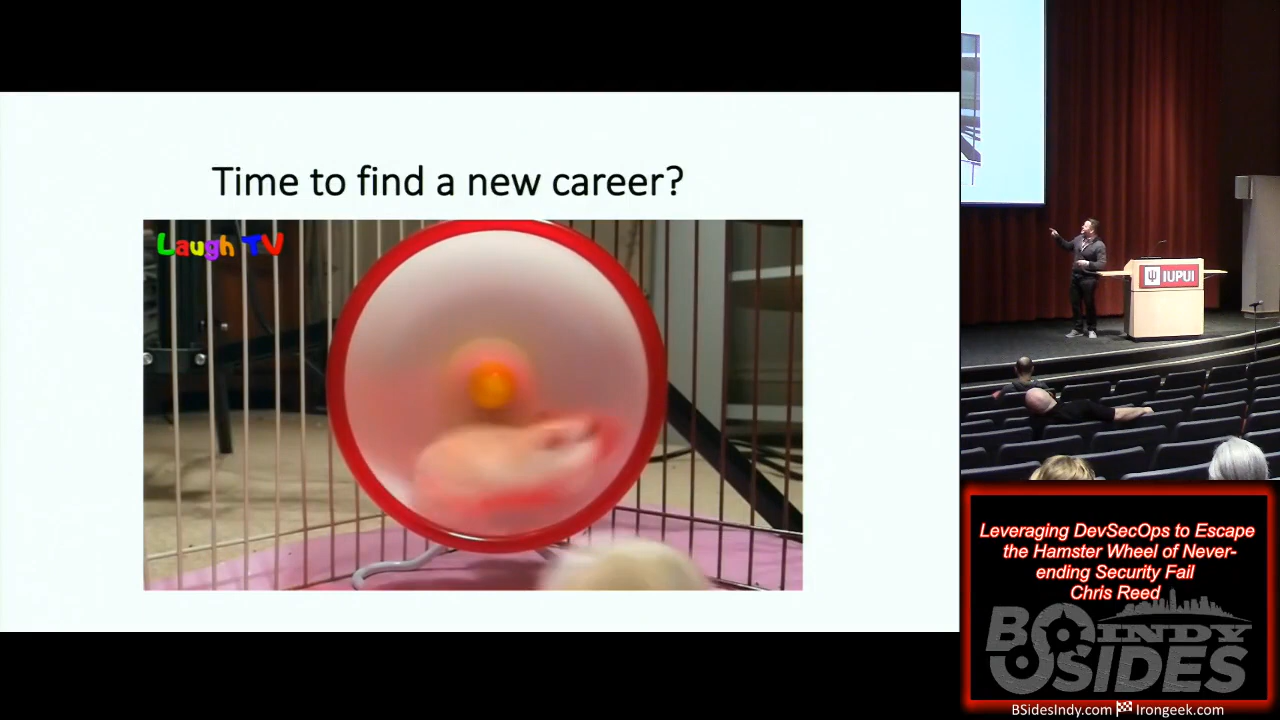 Time to find a new career?
Laugh TV
IUPUI
Leveraging DevSecOps to Escape
the Hamster Wheel of Never-
ending Security Fail
Chris Reed
BSIDES
INDY
BSidesIndy.com Irongeek.com